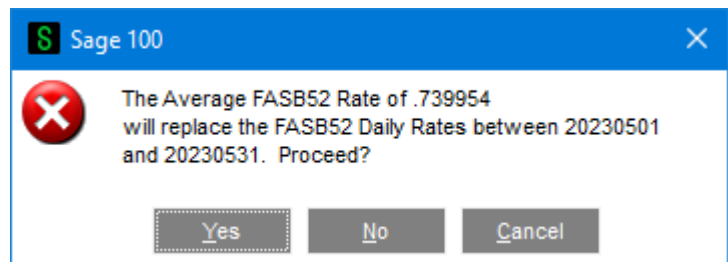 S Sage 100
The Average FASB52 Rate of .739954
will replace the FASB52 Daily Rates between 20230501
and 20230531.  Proceed?
Yes No Cancel